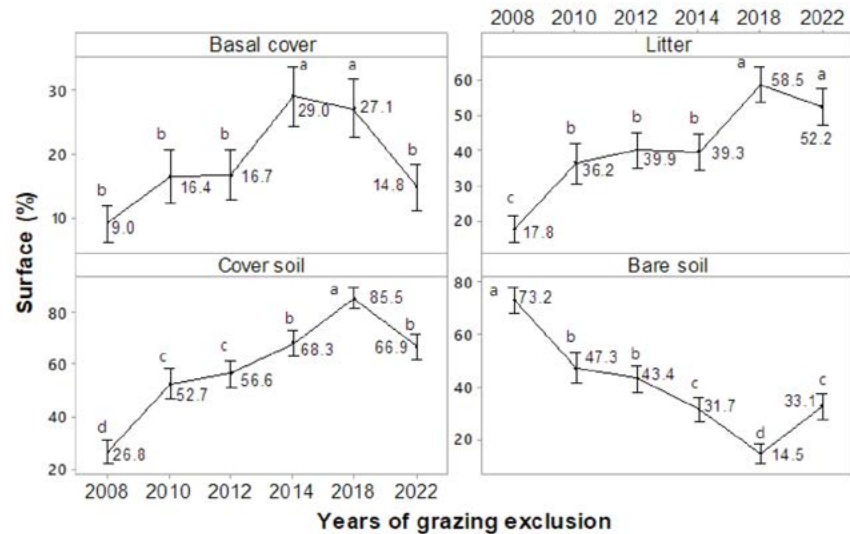 2008 2010 2012 2014 2018 2022
Basal cover
Litter
a a
30
29.0 27.1
b b
20
16.4 16.7
b
14.8
b
10
9.0
a
60
58.5
a
52.2
50
b b b
40
36.2 39.9 39.3
30
c
20
17.8
Surface (%)
Cover soil
Bare soil
a
85.5
80
b b
68.3 66.9
60
c c
52.7 56.6
40
d
26.8
20
80
a 73.2
60
b b
47.3 43.4
40
c c
31.7 33.1
20
d
14.5
2008 2010 2012 2014 2018 2022
Years of grazing exclusion